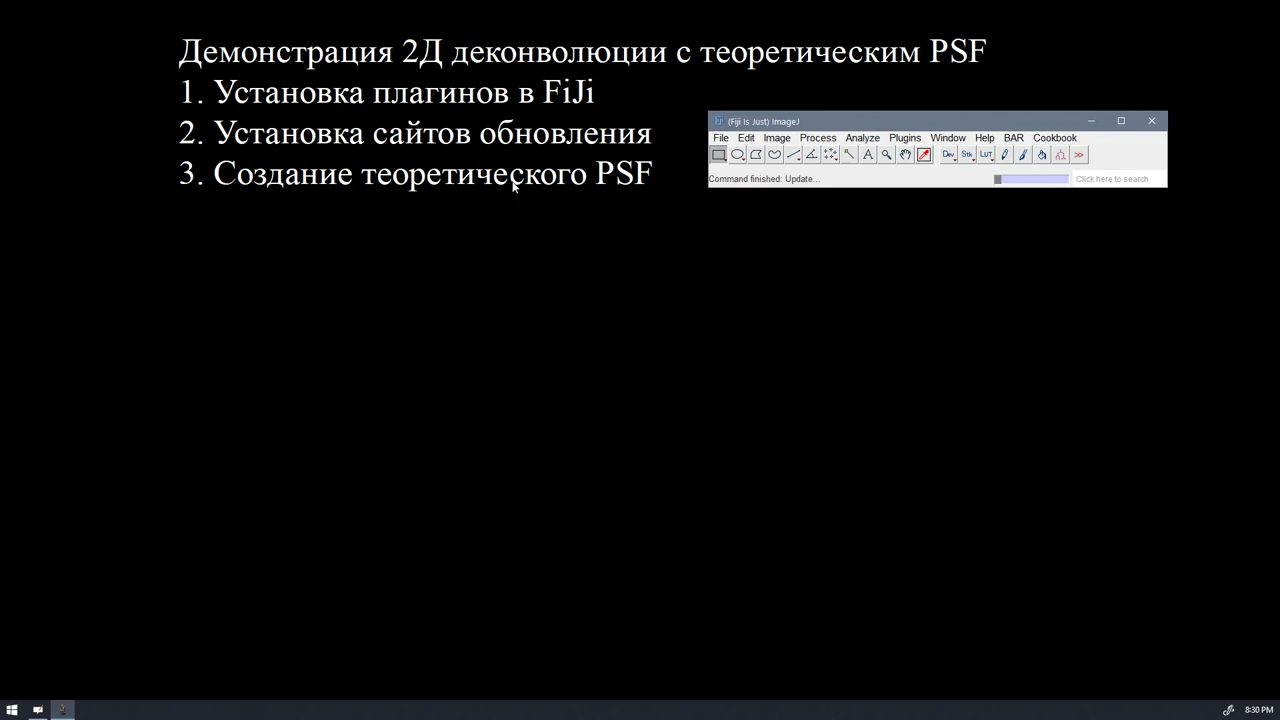 Демонстрация 2Д деконволюции с теоретическим PSF
1. Установка плагинов в FiJi
2. Установка сайтов обновления
3. Создание теоретического PSF
(Fiji Is Just) ImageJ
File Edit Image Process Analyze Plugins Window Help BAR Cookbook
Dev Stk LUT
Command finished: Update... Click here to search
8:30 PM